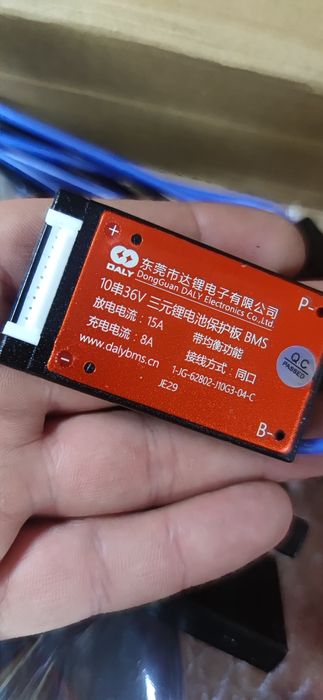 +
DALY
东莞市达锂电子有限公司
DongGuan DALY Electronics Co.,Ltd
10串36V 三元锂电池保护板 BMS
放电电流：15A 带均衡功能
充电电流：8A 接线方式：同口
www.dalybms.cn 1-JG-62802-J10G3-04-C
JE29
-
P-
QC
PASSED
B-